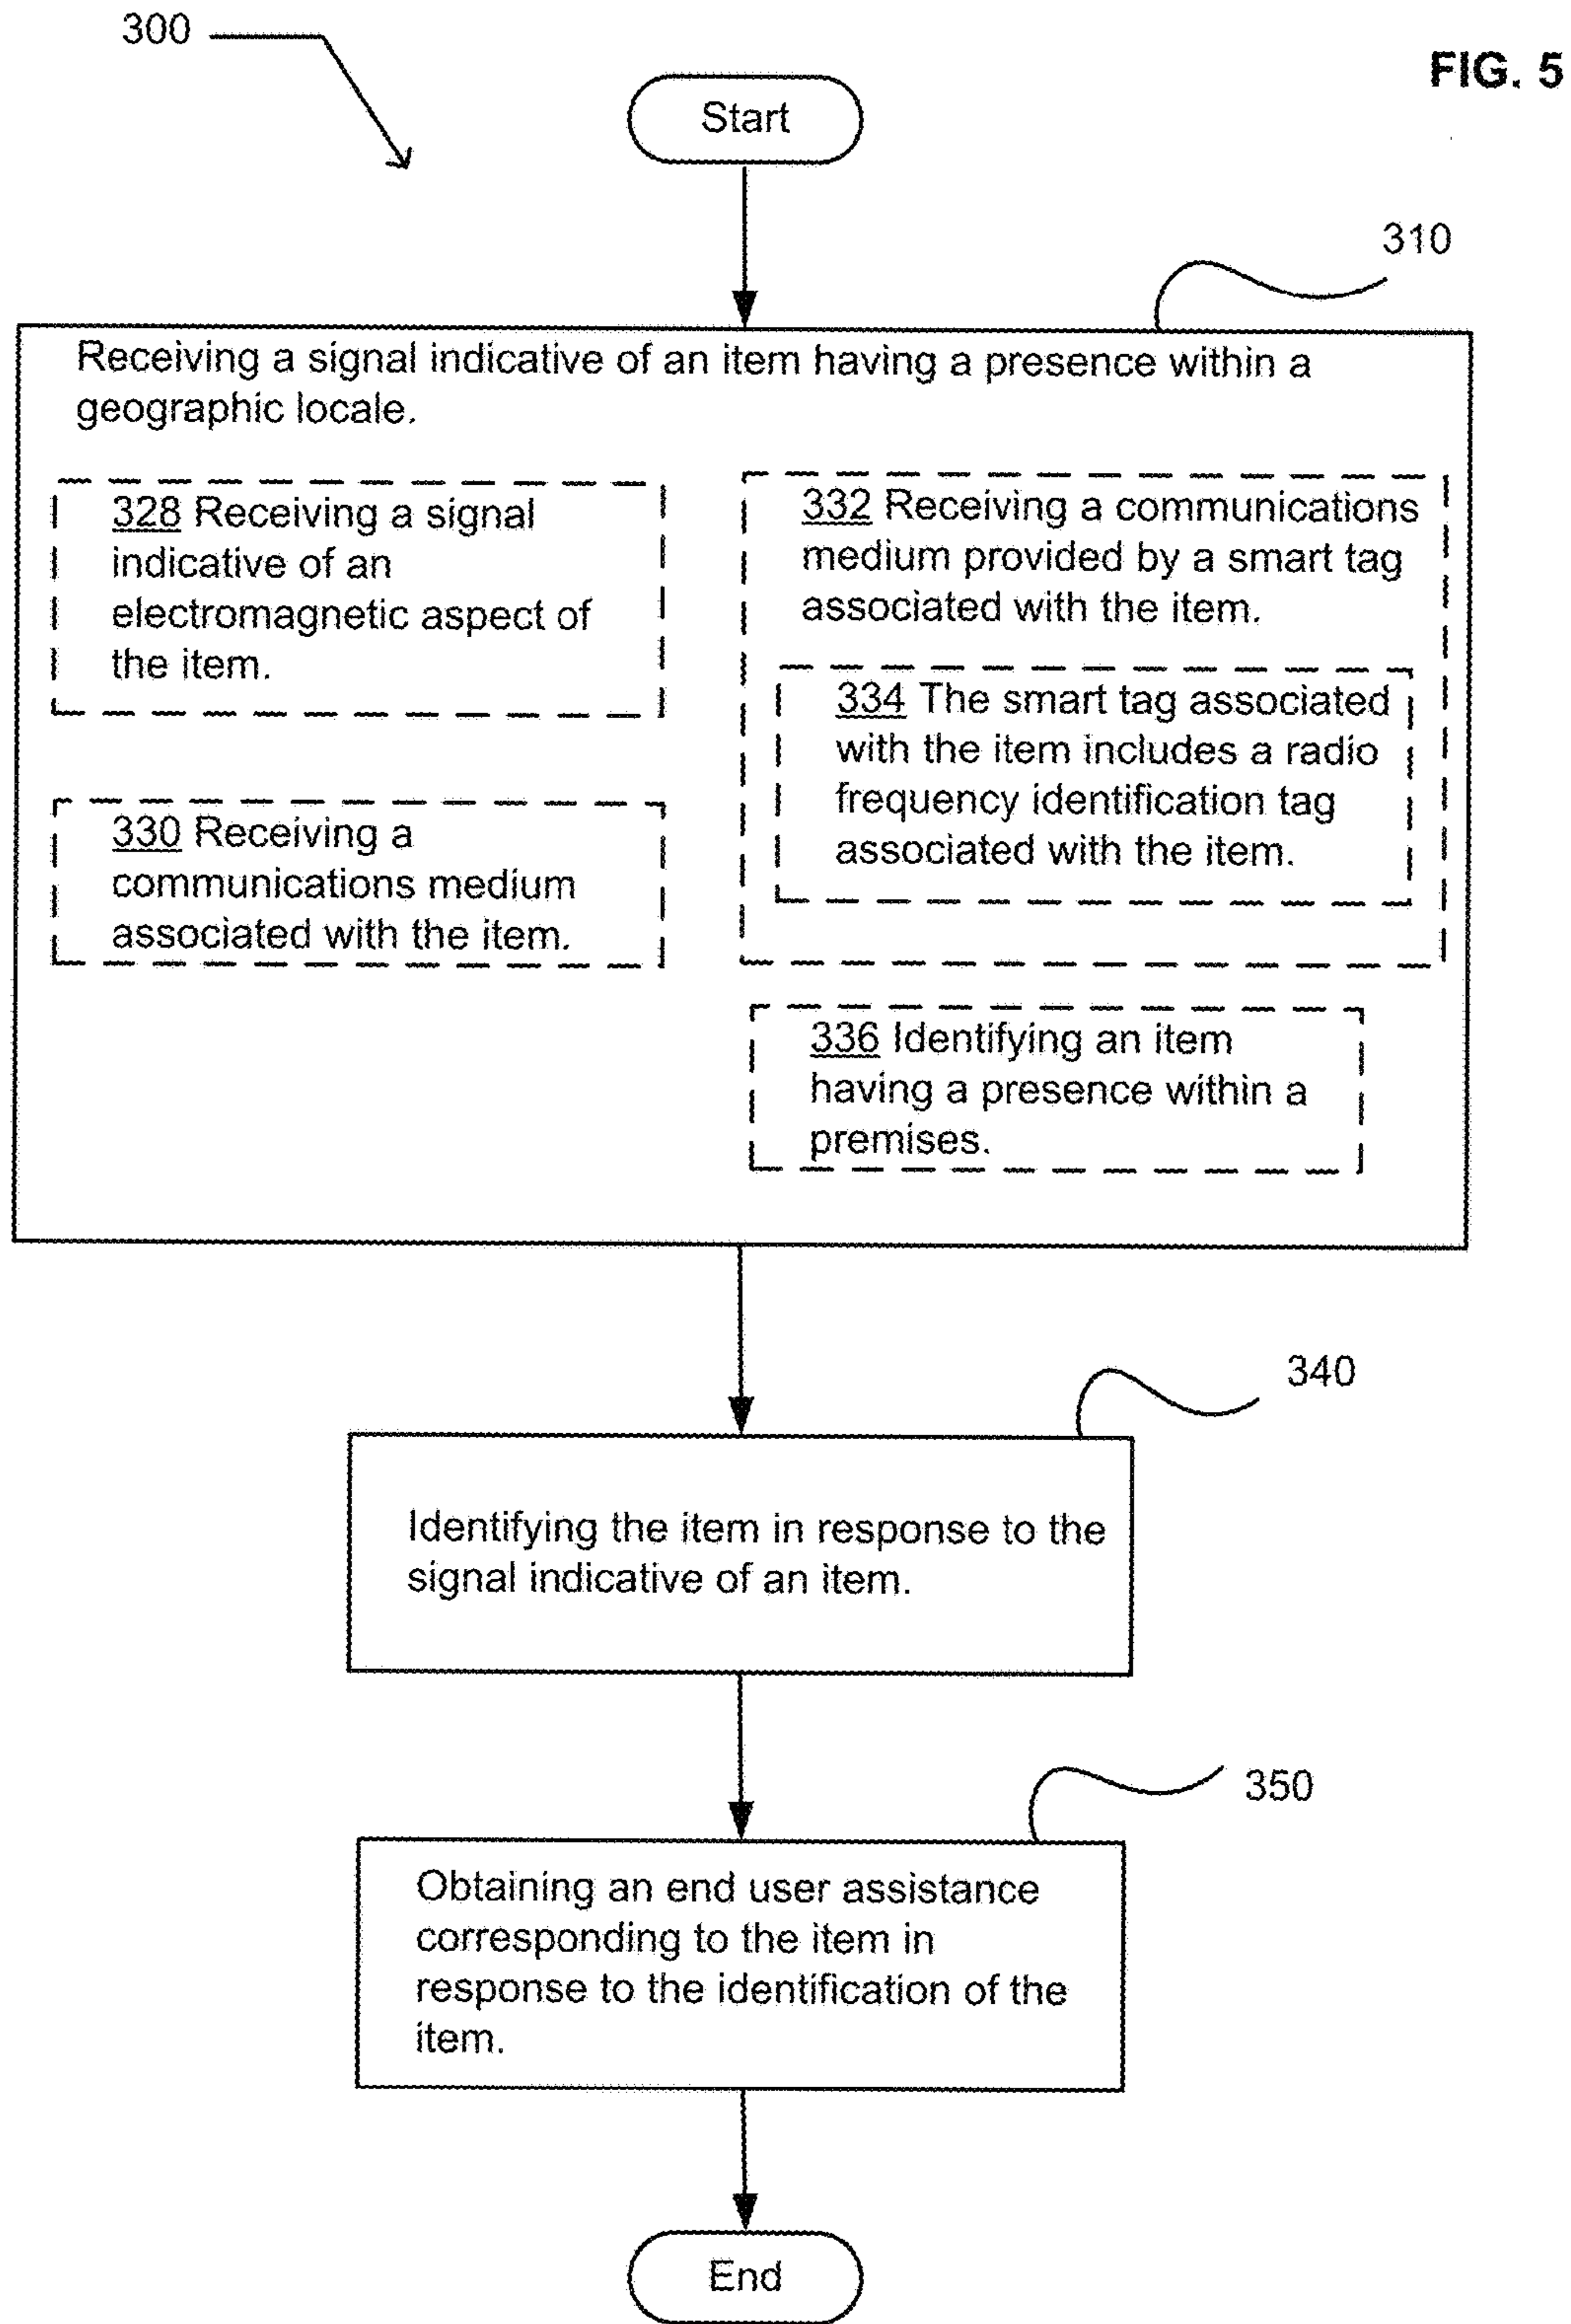 300
FIG. 5
Start
310
Receiving a signal indicative of an item having a presence within a
geographic locale.
328 Receiving a signal
indicative of an
electromagnetic aspect of
the item.
330 Receiving a
communications medium
associated with the item.
332 Receiving a communications
medium provided by a smart tag
associated with the item.
334 The smart tag associated
with the item includes a radio
frequency identification tag
associated with the item.
336 Identifying an item
having a presence within a
premises.
340
Identifying the item in response to the
signal indicative of an item.
350
Obtaining an end user assistance
corresponding to the item in
response to the identification of the
item.
End